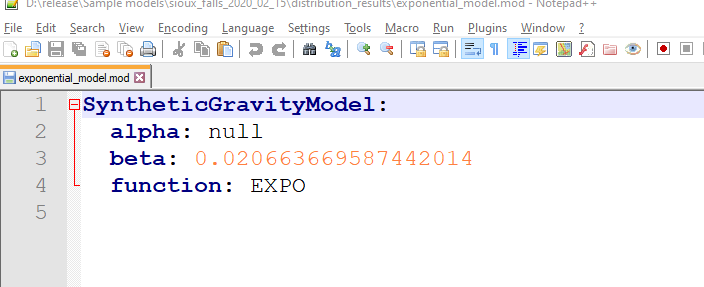 D:\release\Sample models\sioux_falls_2020_02_15\distribution_results\exponential_model.mod - Notepad++
File Edit Search View Encoding Language Settings Tools Macro Run Plugins Window ?
exponential_model.mod
1 SyntheticGravityModel:
2 alpha: null
3 beta: 0.020663669587442014
4 function: EXPO
5